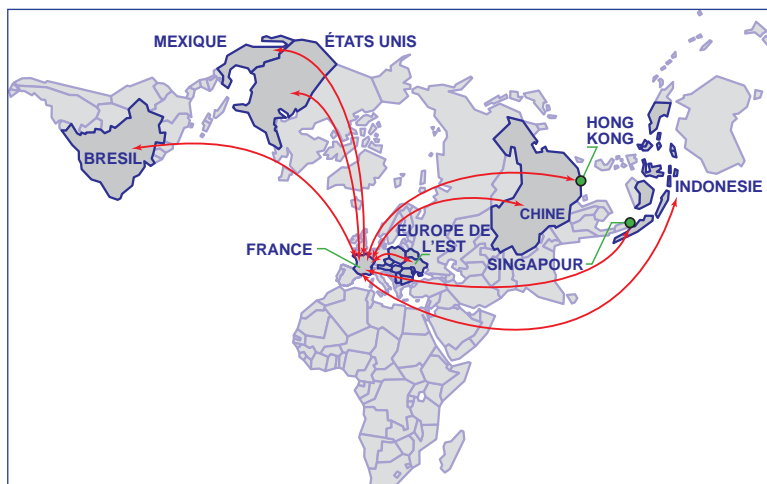 MEXIQUE
ÉTATS UNIS
HONG
KONG
BRESIL
INDONESIE
CHINE
EUROPE DE
L'EST
FRANCE
SINGAPOUR